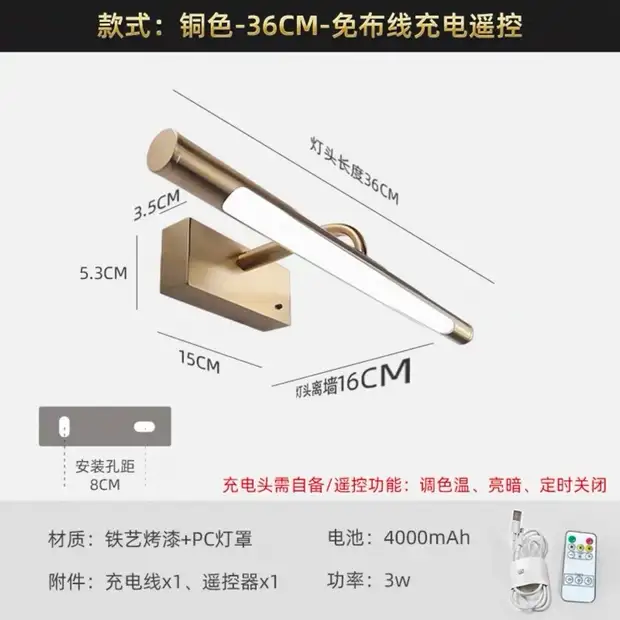 款式：铜色-36CM-免布线充电遥控
灯头长度36CM
3.5CM
5.3CM
15CM
灯头离墙16CM
安装孔距
8CM
充电头需自备/遥控功能：调色温、亮暗、定时关闭
材质：铁艺烤漆+PC灯罩
电池：4000mAh
附件：充电线x1、遥控器x1
功率：3w